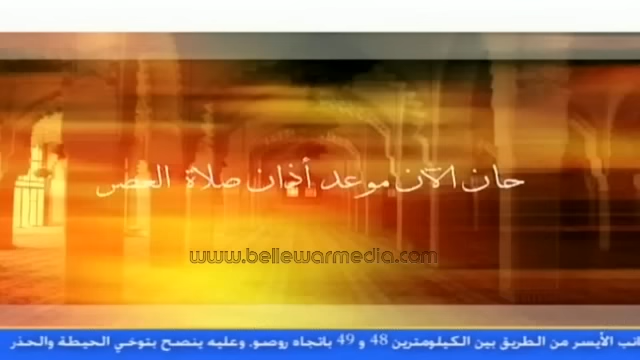 حان الآن موعد أذان صلاة العصر
www.bellewarmedia.com
الأيسر من الطريق بين الكيلومترين 48 و 49 باتجاه روصو. وعليه ينصح بتوخي الحيطة والحذر